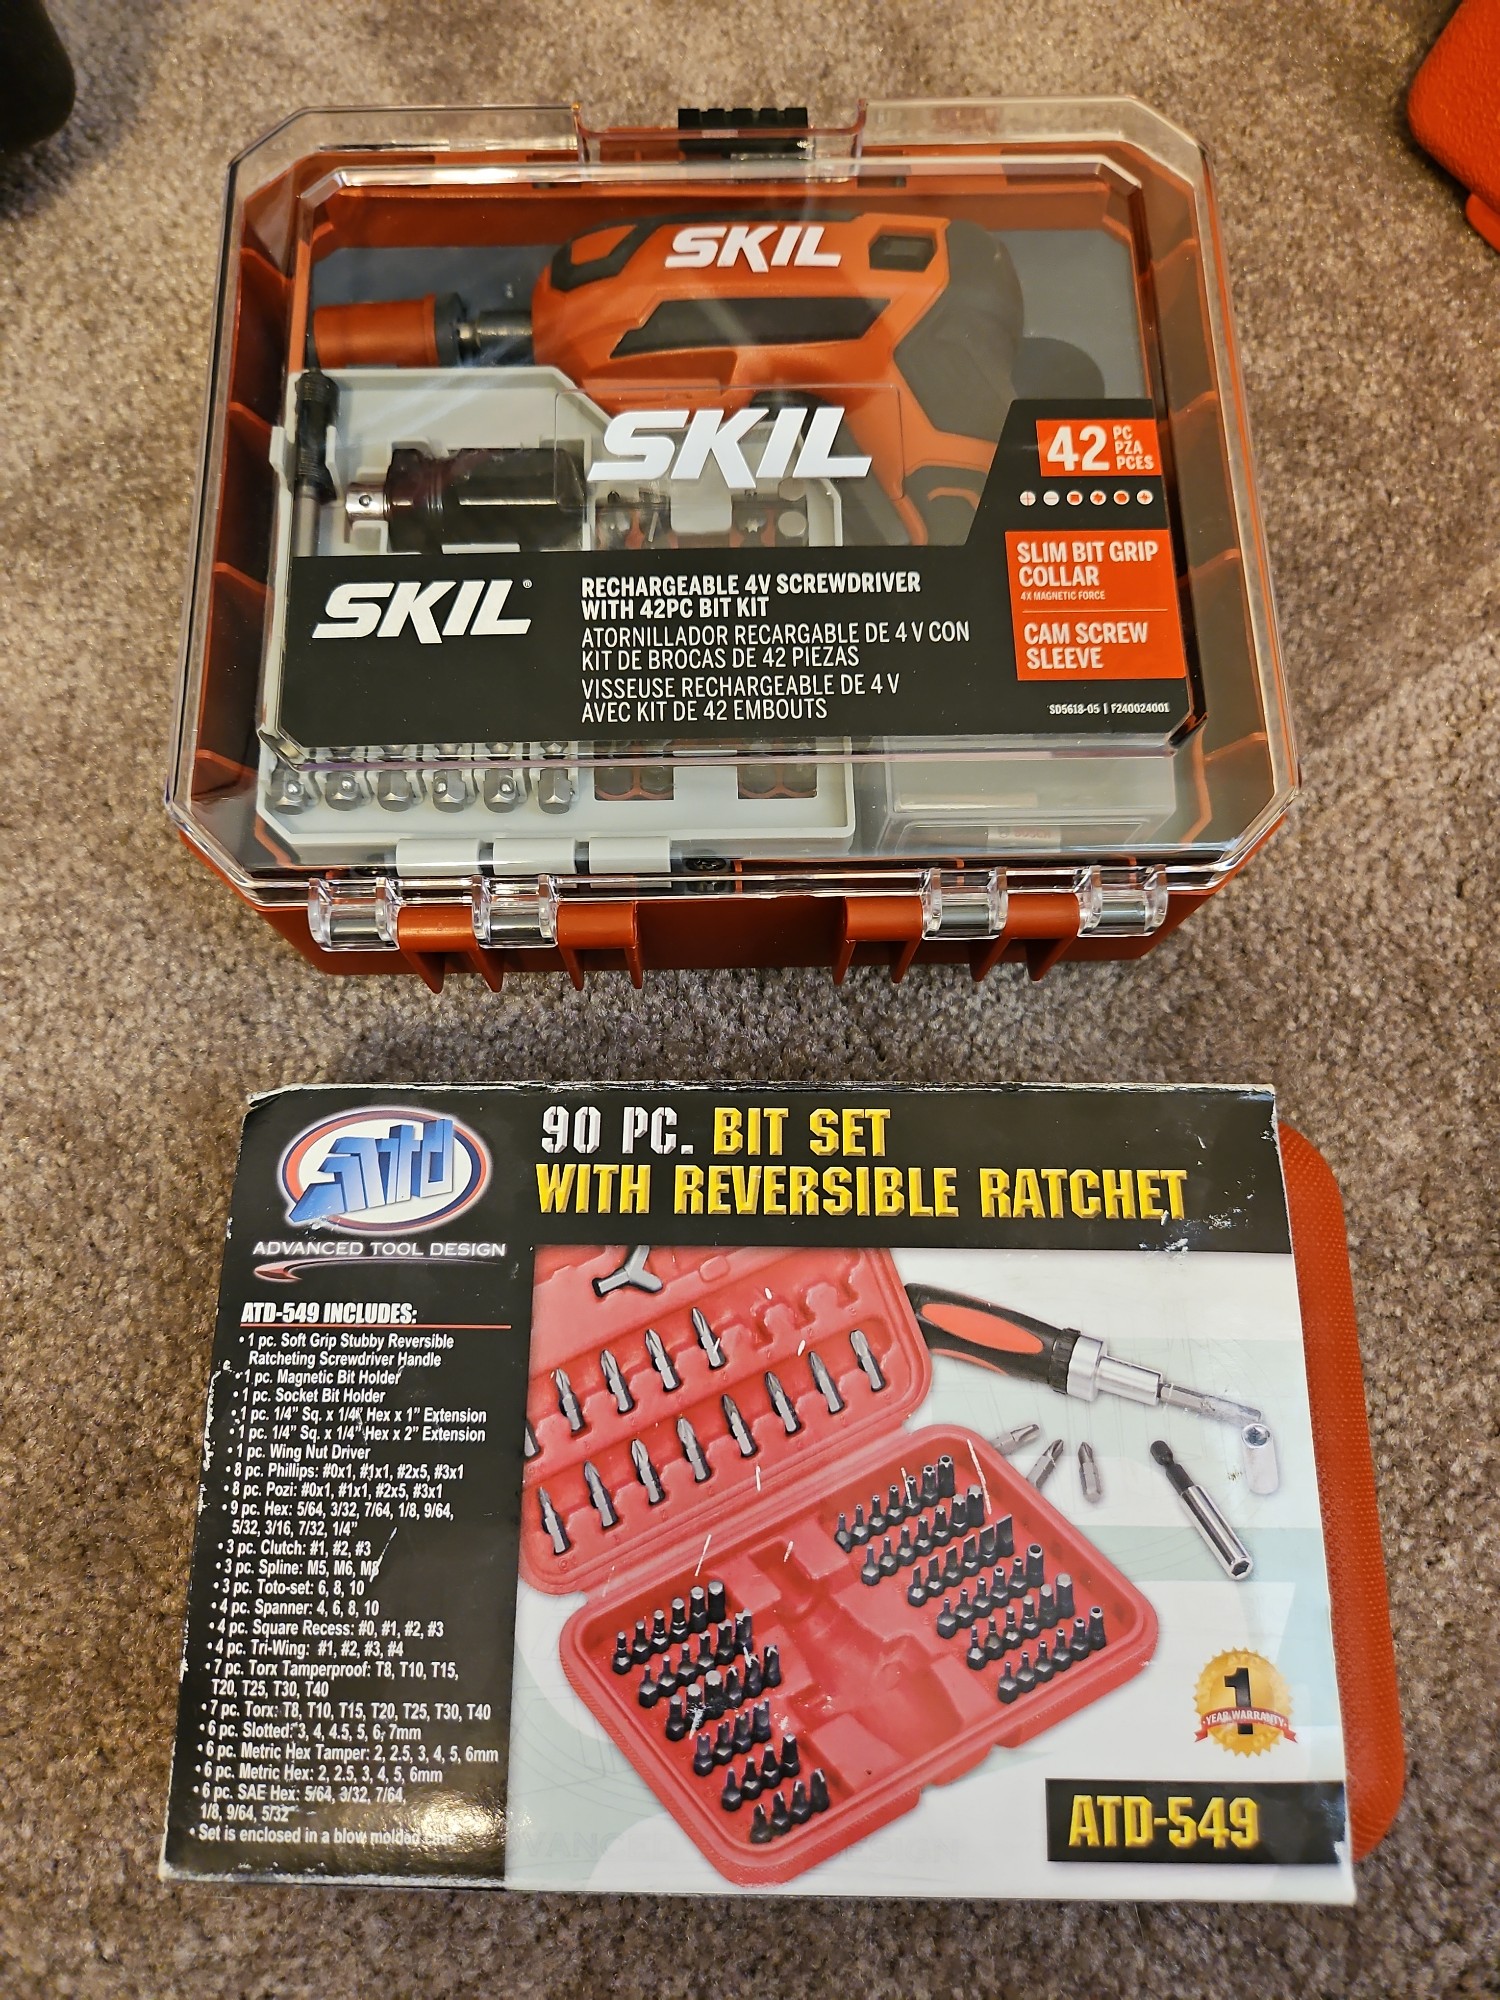 SKIL
SKIL
42 PC
PZA
PCES
SLIM BIT GRIP
COLLAR
4X MAGNETIC FORCE
CAM SCREW
SLEEVE
SKIL®
RECHARGEABLE 4V SCREWDRIVER
WITH 42PC BIT KIT
ATORNILLADOR RECARGABLE DE 4 V CON
KIT DE BROCAS DE 42 PIEZAS
VISSEUSE RECHARGEABLE DE 4 V
AVEC KIT DE 42 EMBOUTS
SD5618-05 | F240024001
BOSCH
Atd
ADVANCED TOOL DESIGN
90 PC. BIT SET
WITH REVERSIBLE RATCHET
ATD-549 INCLUDES:
• 1 pc. Soft Grip Stubby Reversible
Ratcheting Screwdriver Handle
• 1 pc. Magnetic Bit Holder
• 1 pc. Socket Bit Holder
• 1 pc. 1/4" Sq. x 1/4" Hex x 1" Extension
• 1 pc. 1/4" Sq. x 1/4" Hex x 2" Extension
• 1 pc. Wing Nut Driver
• 8 pc. Phillips: #0x1, #1x1, #2x5, #3x1
• 8 pc. Pozi: #0x1, #1x1, #2x5, #3x1
• 9 pc. Hex: 5/64, 3/32, 7/64, 1/8, 9/64,
5/32, 3/16, 7/32, 1/4"
• 3 pc. Clutch: #1, #2, #3
• 3 pc. Spline: M5, M6, M8
• 3 pc. Toto-set: 6, 8, 10
• 4 pc. Spanner: 4, 6, 8, 10
• 4 pc. Square Recess: #0, #1, #2, #3
• 4 pc. Tri-Wing: #1, #2, #3, #4
• 7 pc. Torx Tamperproof: T8, T10, T15,
T20, T25, T30, T40
• 7 pc. Torx: T8, T10, T15, T20, T25, T30, T40
• 6 pc. Slotted: 3, 4, 4.5, 5, 6, 7mm
• 6 pc. Metric Hex Tamper: 2, 2.5, 3, 4, 5, 6mm
• 6 pc. Metric Hex: 2, 2.5, 3, 4, 5, 6mm
• 6 pc. SAE Hex: 5/64, 3/32, 7/64,
1/8, 9/64, 5/32
• Set is enclosed in a blow molded case
1
YEAR WARRANTY
ATD-549